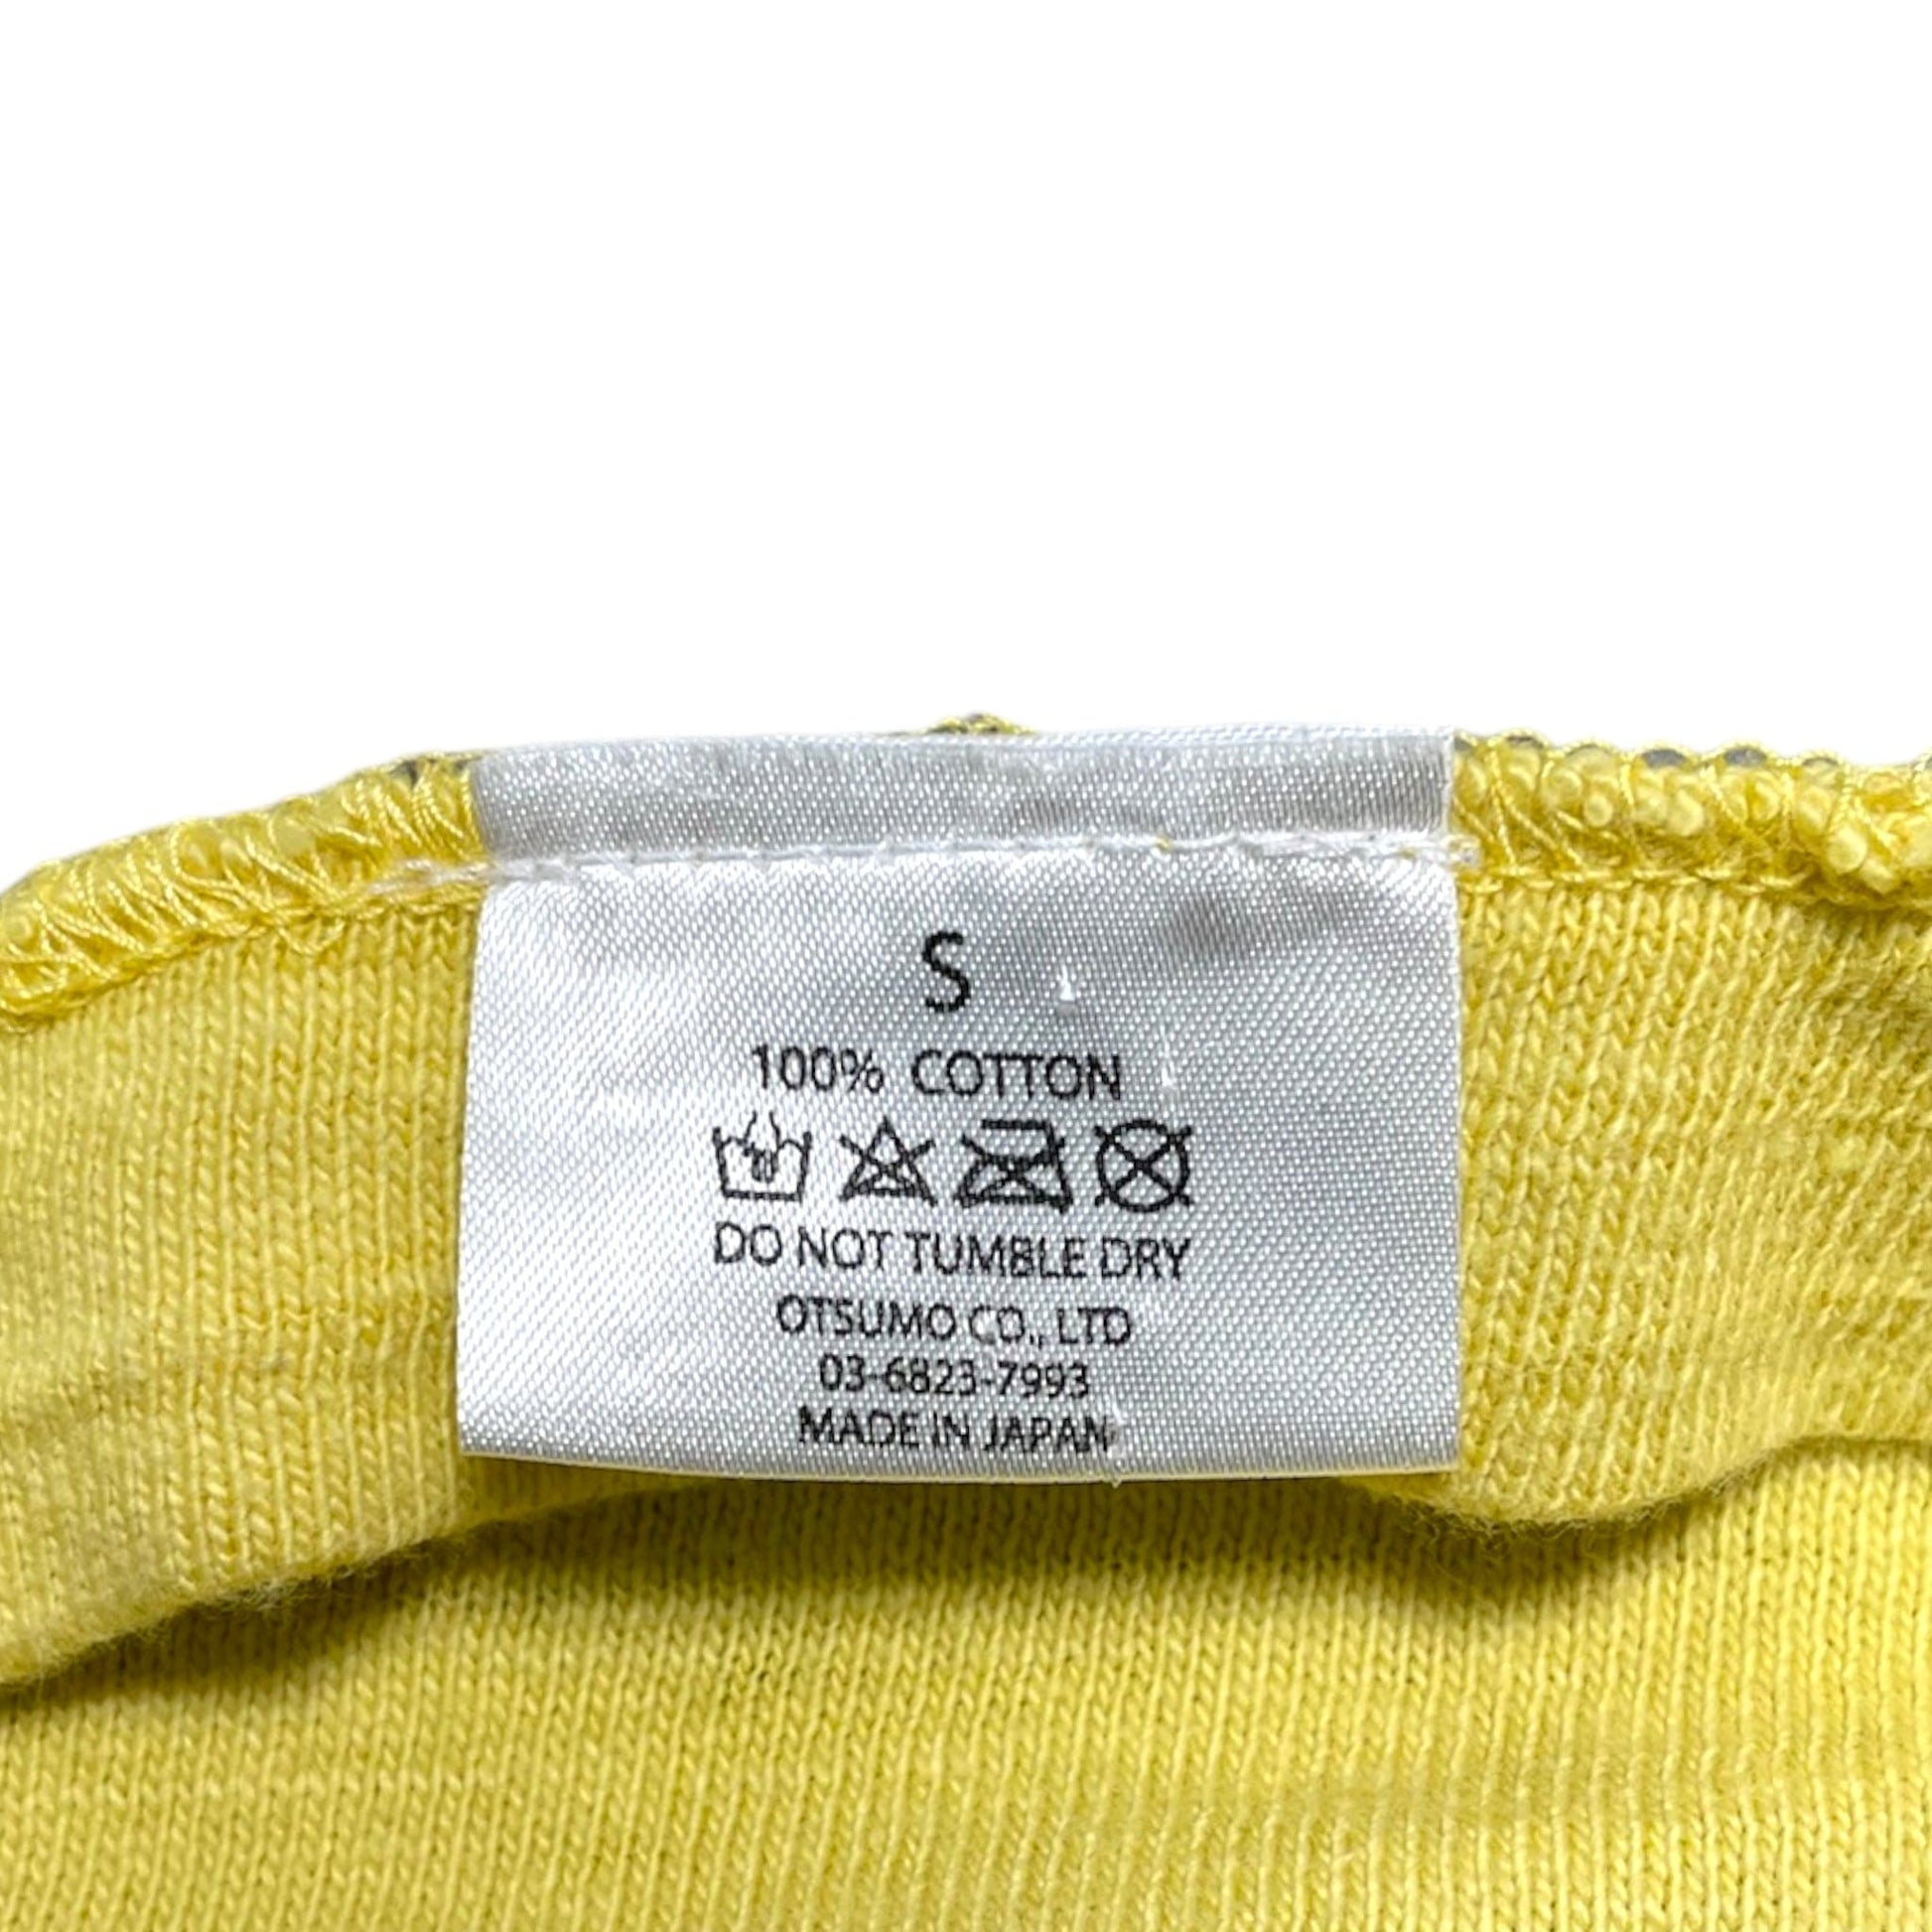 S
100% COTTON
DO NOT TUMBLE DRY
OTSUMO CO., LTD
03-6823-7993
MADE IN JAPAN